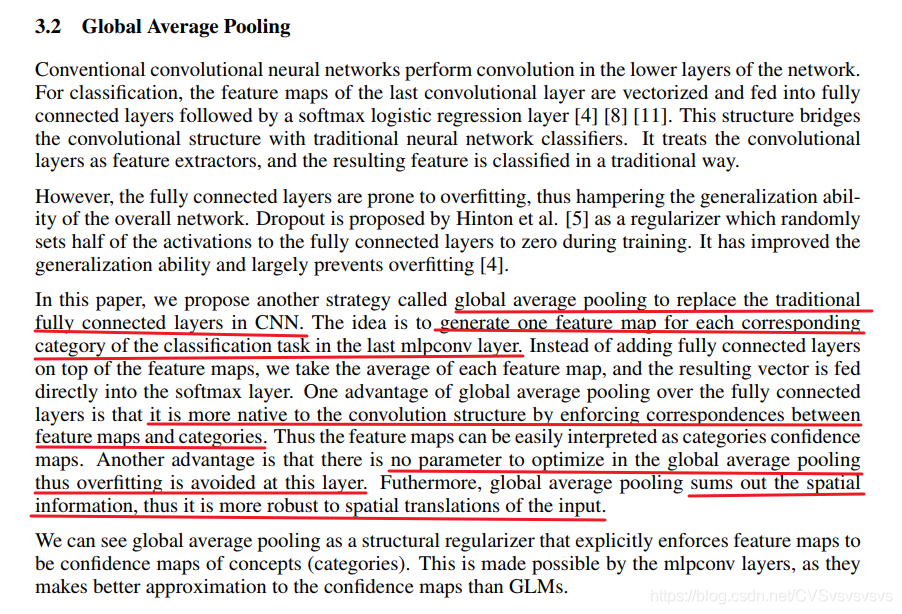 3.2 Global Average Pooling
Conventional convolutional neural networks perform convolution in the lower layers of the network.
For classification, the feature maps of the last convolutional layer are vectorized and fed into fully
connected layers followed by a softmax logistic regression layer [4] [8] [11]. This structure bridges
the convolutional structure with traditional neural network classifiers. It treats the convolutional
layers as feature extractors, and the resulting feature is classified in a traditional way.
However, the fully connected layers are prone to overfitting, thus hampering the generalization abil-
ity of the overall network. Dropout is proposed by Hinton et al. [5] as a regularizer which randomly
sets half of the activations to the fully connected layers to zero during training. It has improved the
generalization ability and largely prevents overfitting [4].
In this paper, we propose another strategy called global average pooling to replace the traditional
fully connected layers in CNN. The idea is to generate one feature map for each corresponding
category of the classification task in the last mlpconv layer. Instead of adding fully connected layers
on top of the feature maps, we take the average of each feature map, and the resulting vector is fed
directly into the softmax layer. One advantage of global average pooling over the fully connected
layers is that it is more native to the convolution structure by enforcing correspondences between
feature maps and categories. Thus the feature maps can be easily interpreted as categories confidence
maps. Another advantage is that there is no parameter to optimize in the global average pooling
thus overfitting is avoided at this layer. Futhermore, global average pooling sums out the spatial
information, thus it is more robust to spatial translations of the input.
We can see global average pooling as a structural regularizer that explicitly enforces feature maps to
be confidence maps of concepts (categories). This is made possible by the mlpconv layers, as they
makes better approximation to the confidence maps than GLMs.
https://blog.csdn.net/CVSvsvsvsvs